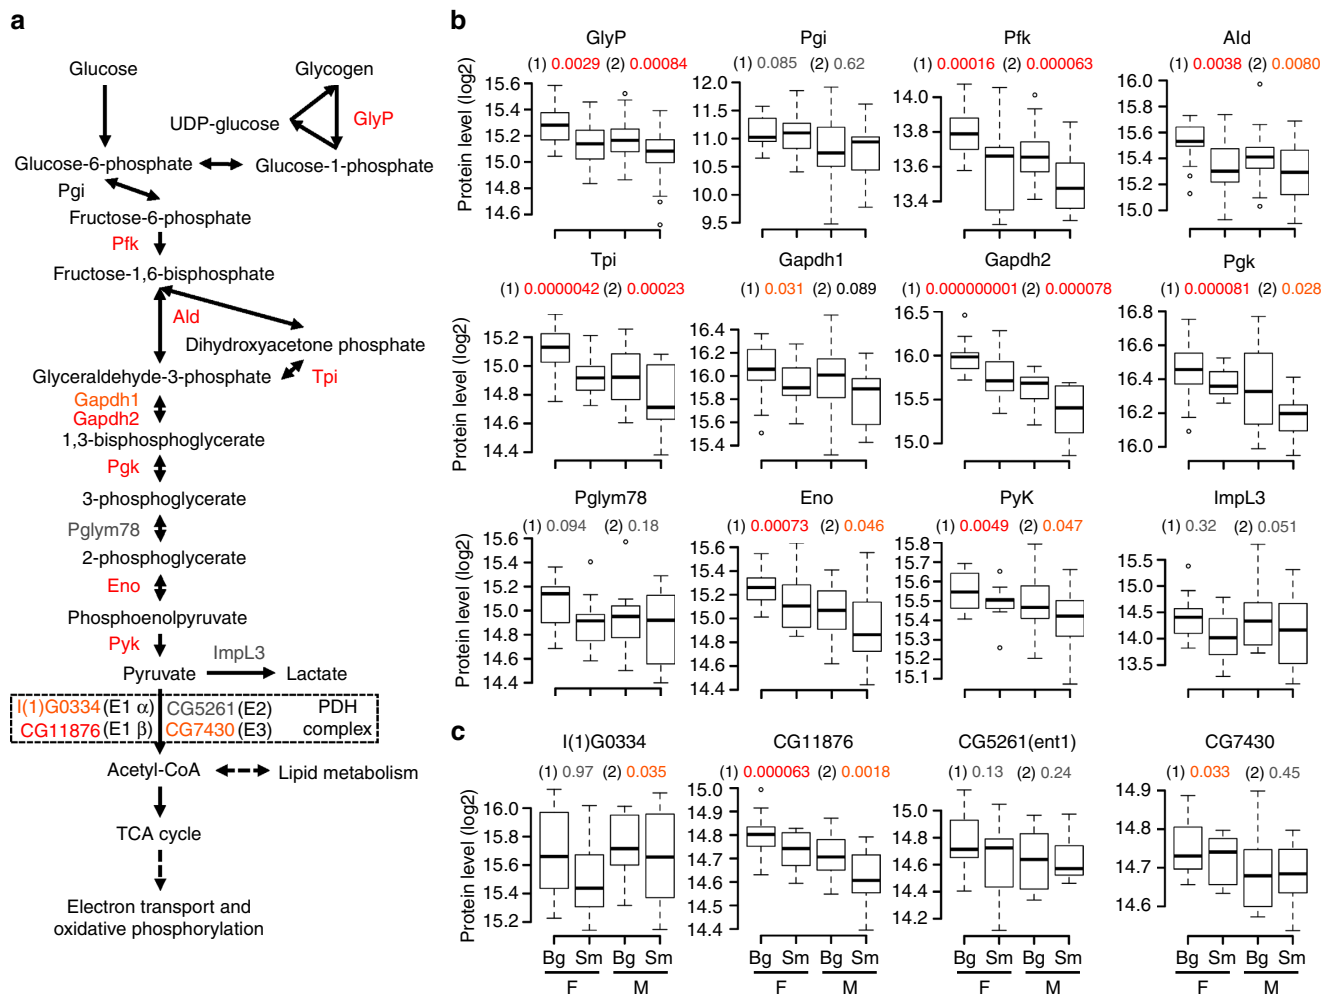 a
Glucose
Glycogen
UDP-glucose
GlyP
Glucose-6-phosphate
Glucose-1-phosphate
Pgi
Fructose-6-phosphate
Pfk
Fructose-1,6-bisphosphate
Ald
Dihydroxyacetone phosphate
Glyceraldehyde-3-phosphate
Tpi
Gapdh1
Gapdh2
1,3-bisphosphoglycerate
Pgk
3-phosphoglycerate
Pglym78
2-phosphoglycerate
Eno
Phosphoenolpyruvate
Pyk
ImpL3
Pyruvate
Lactate
I(1)G0334 (E1 α) CG5261 (E2) PDH
CG11876 (E1 β) CG7430 (E3) complex
Acetyl-CoA
Lipid metabolism
TCA cycle
Electron transport and
oxidative phosphorylation
b
Protein level (log2)
GlyP
(1) 0.0029 (2) 0.00084
15.6
15.4
15.2
15.0
14.8
14.6
Pgi
(1) 0.085 (2) 0.62
12.0
11.5
11.0
10.5
10.0
9.5
Pfk
(1) 0.00016 (2) 0.000063
14.0
13.8
13.6
13.4
Ald
(1) 0.0038 (2) 0.0080
16.0
15.6
15.4
15.2
15.0
Protein level (log2)
Tpi
(1) 0.0000042 (2) 0.00023
15.2
15.0
14.8
14.6
14.4
Gapdh1
(1) 0.031 (2) 0.089
16.4
16.2
16.0
15.8
15.6
15.4
Gapdh2
(1) 0.000000001 (2) 0.000078
16.5
16.0
15.5
15.0
Pgk
(1) 0.000081 (2) 0.028
16.8
16.6
16.4
16.2
16.0
Pglym78
(1) 0.094 (2) 0.18
15.6
15.4
15.2
15.0
14.8
14.6
14.4
Eno
(1) 0.00073 (2) 0.046
15.6
15.4
15.2
15.0
14.8
14.6
14.4
PyK
(1) 0.0049 (2) 0.047
15.8
15.7
15.6
15.5
15.4
15.3
15.2
15.1
ImpL3
(1) 0.32 (2) 0.051
15.5
15.0
14.5
14.0
13.5
c
Protein level (log2)
I(1)G0334
(1) 0.97 (2) 0.035
16.0
15.8
15.6
15.4
15.2
Bg Sm Bg Sm
F M
CG11876
(1) 0.000063 (2) 0.0018
15.0
14.9
14.8
14.7
14.6
14.5
14.4
Bg Sm Bg Sm
F M
CG5261(ent1)
(1) 0.13 (2) 0.24
15.0
14.8
14.6
14.4
14.2
Bg Sm Bg Sm
F M
CG7430
(1) 0.033 (2) 0.45
14.9
14.8
14.7
14.6
Bg Sm Bg Sm
F M